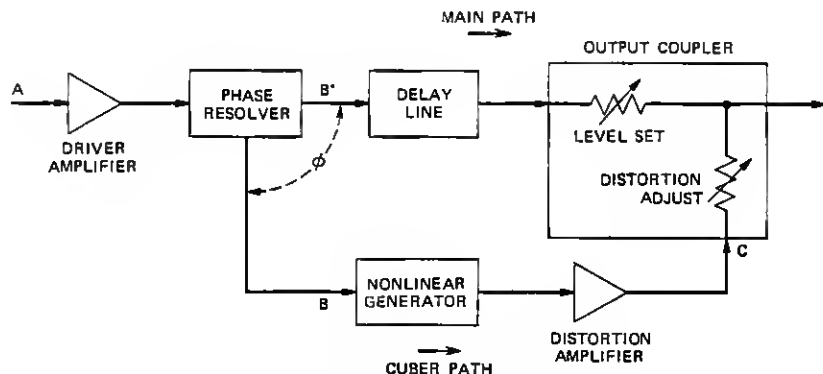 MAIN PATH
OUTPUT COUPLER
A
DRIVER
AMPLIFIER
PHASE
RESOLVER
B'
DELAY
LINE
LEVEL SET
φ
DISTORTION
ADJUST
B
NONLINEAR
GENERATOR
C
DISTORTION
AMPLIFIER
CUBER PATH